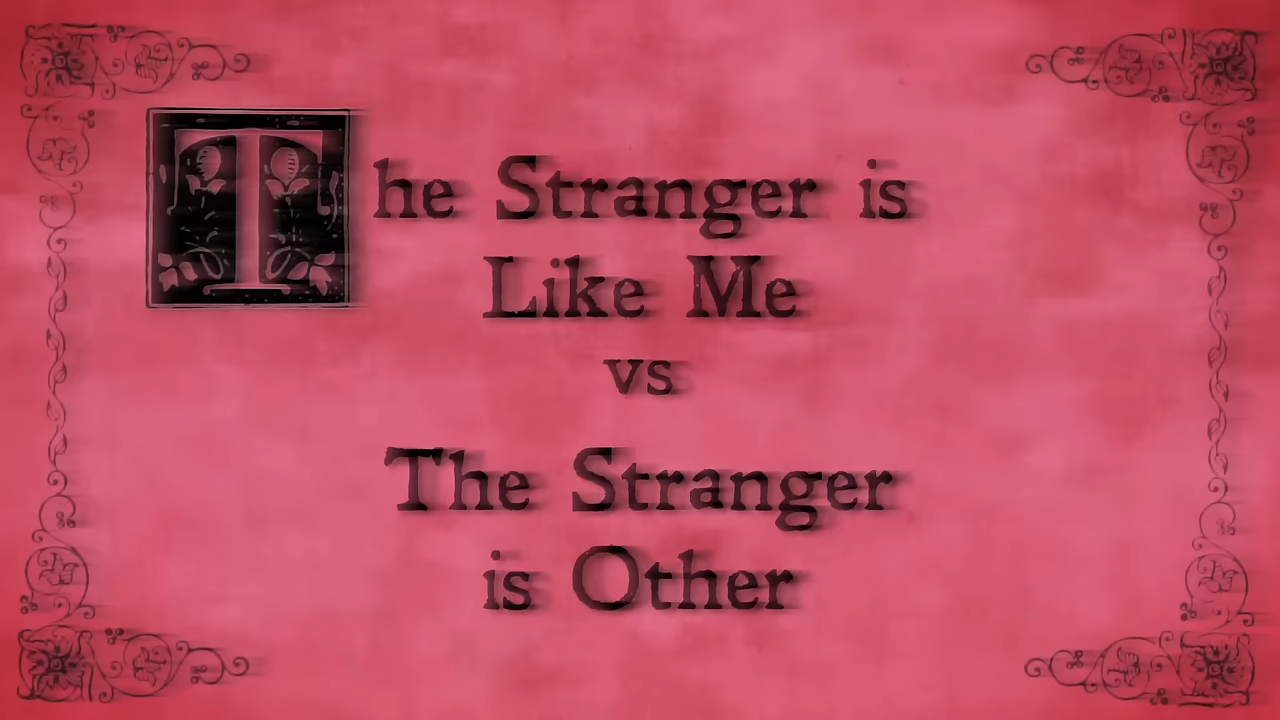 The Stranger is
Like Me
vs
The Stranger
is Other